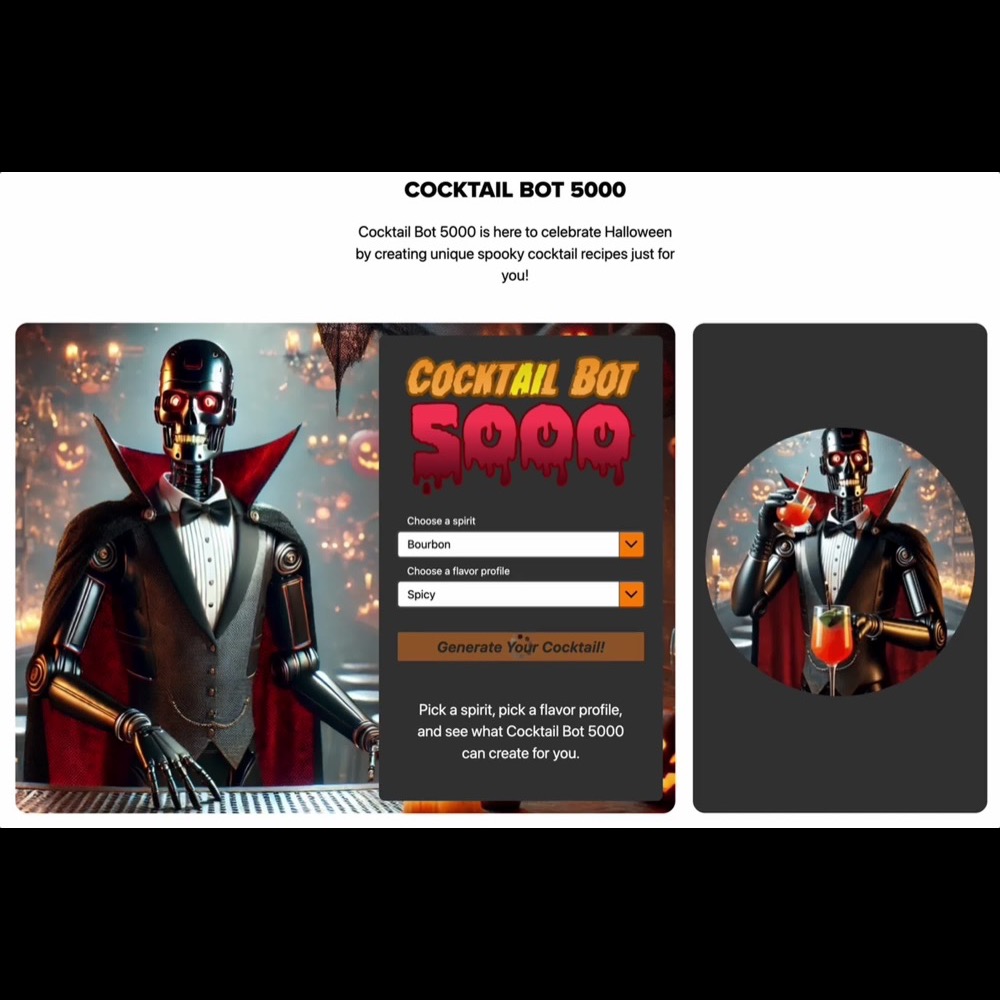 COCKTAIL BOT 5000
Cocktail Bot 5000 is here to celebrate Halloween
by creating unique spooky cocktail recipes just for
you!
COCKTAIL BOT
5000
Choose a spirit
Bourbon
Choose a flavor profile
Spicy
Generate Your Cocktail!
Pick a spirit, pick a flavor profile,
and see what Cocktail Bot 5000
can create for you.